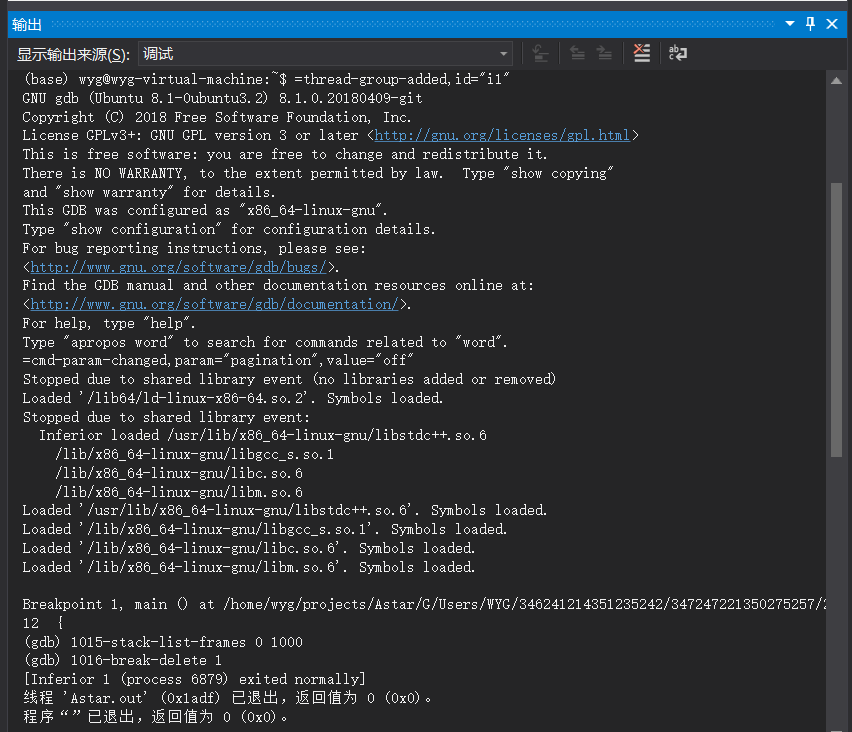 输出
显示输出来源(S): 调试
(base) wyg@wyg-virtual-machine:~$ =thread-group-added,id="i1"
GNU gdb (Ubuntu 8.1-0ubuntu3.2) 8.1.0.20180409-git
Copyright (C) 2018 Free Software Foundation, Inc.
License GPLv3+: GNU GPL version 3 or later <http://gnu.org/licenses/gpl.html>
This is free software: you are free to change and redistribute it.
There is NO WARRANTY, to the extent permitted by law.  Type "show copying"
and "show warranty" for details.
This GDB was configured as "x86_64-linux-gnu".
Type "show configuration" for configuration details.
For bug reporting instructions, please see:
<http://www.gnu.org/software/gdb/bugs/>.
Find the GDB manual and other documentation resources online at:
<http://www.gnu.org/software/gdb/documentation/>.
For help, type "help".
Type "apropos word" to search for commands related to "word".
=cmd-param-changed,param="pagination",value="off"
Stopped due to shared library event (no libraries added or removed)
Loaded '/lib64/ld-linux-x86-64.so.2'. Symbols loaded.
Stopped due to shared library event:
  Inferior loaded /usr/lib/x86_64-linux-gnu/libstdc++.so.6
    /lib/x86_64-linux-gnu/libgcc_s.so.1
    /lib/x86_64-linux-gnu/libc.so.6
    /lib/x86_64-linux-gnu/libm.so.6
Loaded '/usr/lib/x86_64-linux-gnu/libstdc++.so.6'. Symbols loaded.
Loaded '/lib/x86_64-linux-gnu/libgcc_s.so.1'. Symbols loaded.
Loaded '/lib/x86_64-linux-gnu/libc.so.6'. Symbols loaded.
Loaded '/lib/x86_64-linux-gnu/libm.so.6'. Symbols loaded.
Breakpoint 1, main () at /home/wyg/projects/Astar/G/Users/WYG/346241214351235242/347247221350275257/
12  {
(gdb) 1015-stack-list-frames 0 1000
(gdb) 1016-break-delete 1
[Inferior 1 (process 6879) exited normally]
线程 'Astar.out' (0x1adf) 已退出，返回值为 0 (0x0)。
程序“”已退出，返回值为 0 (0x0)。